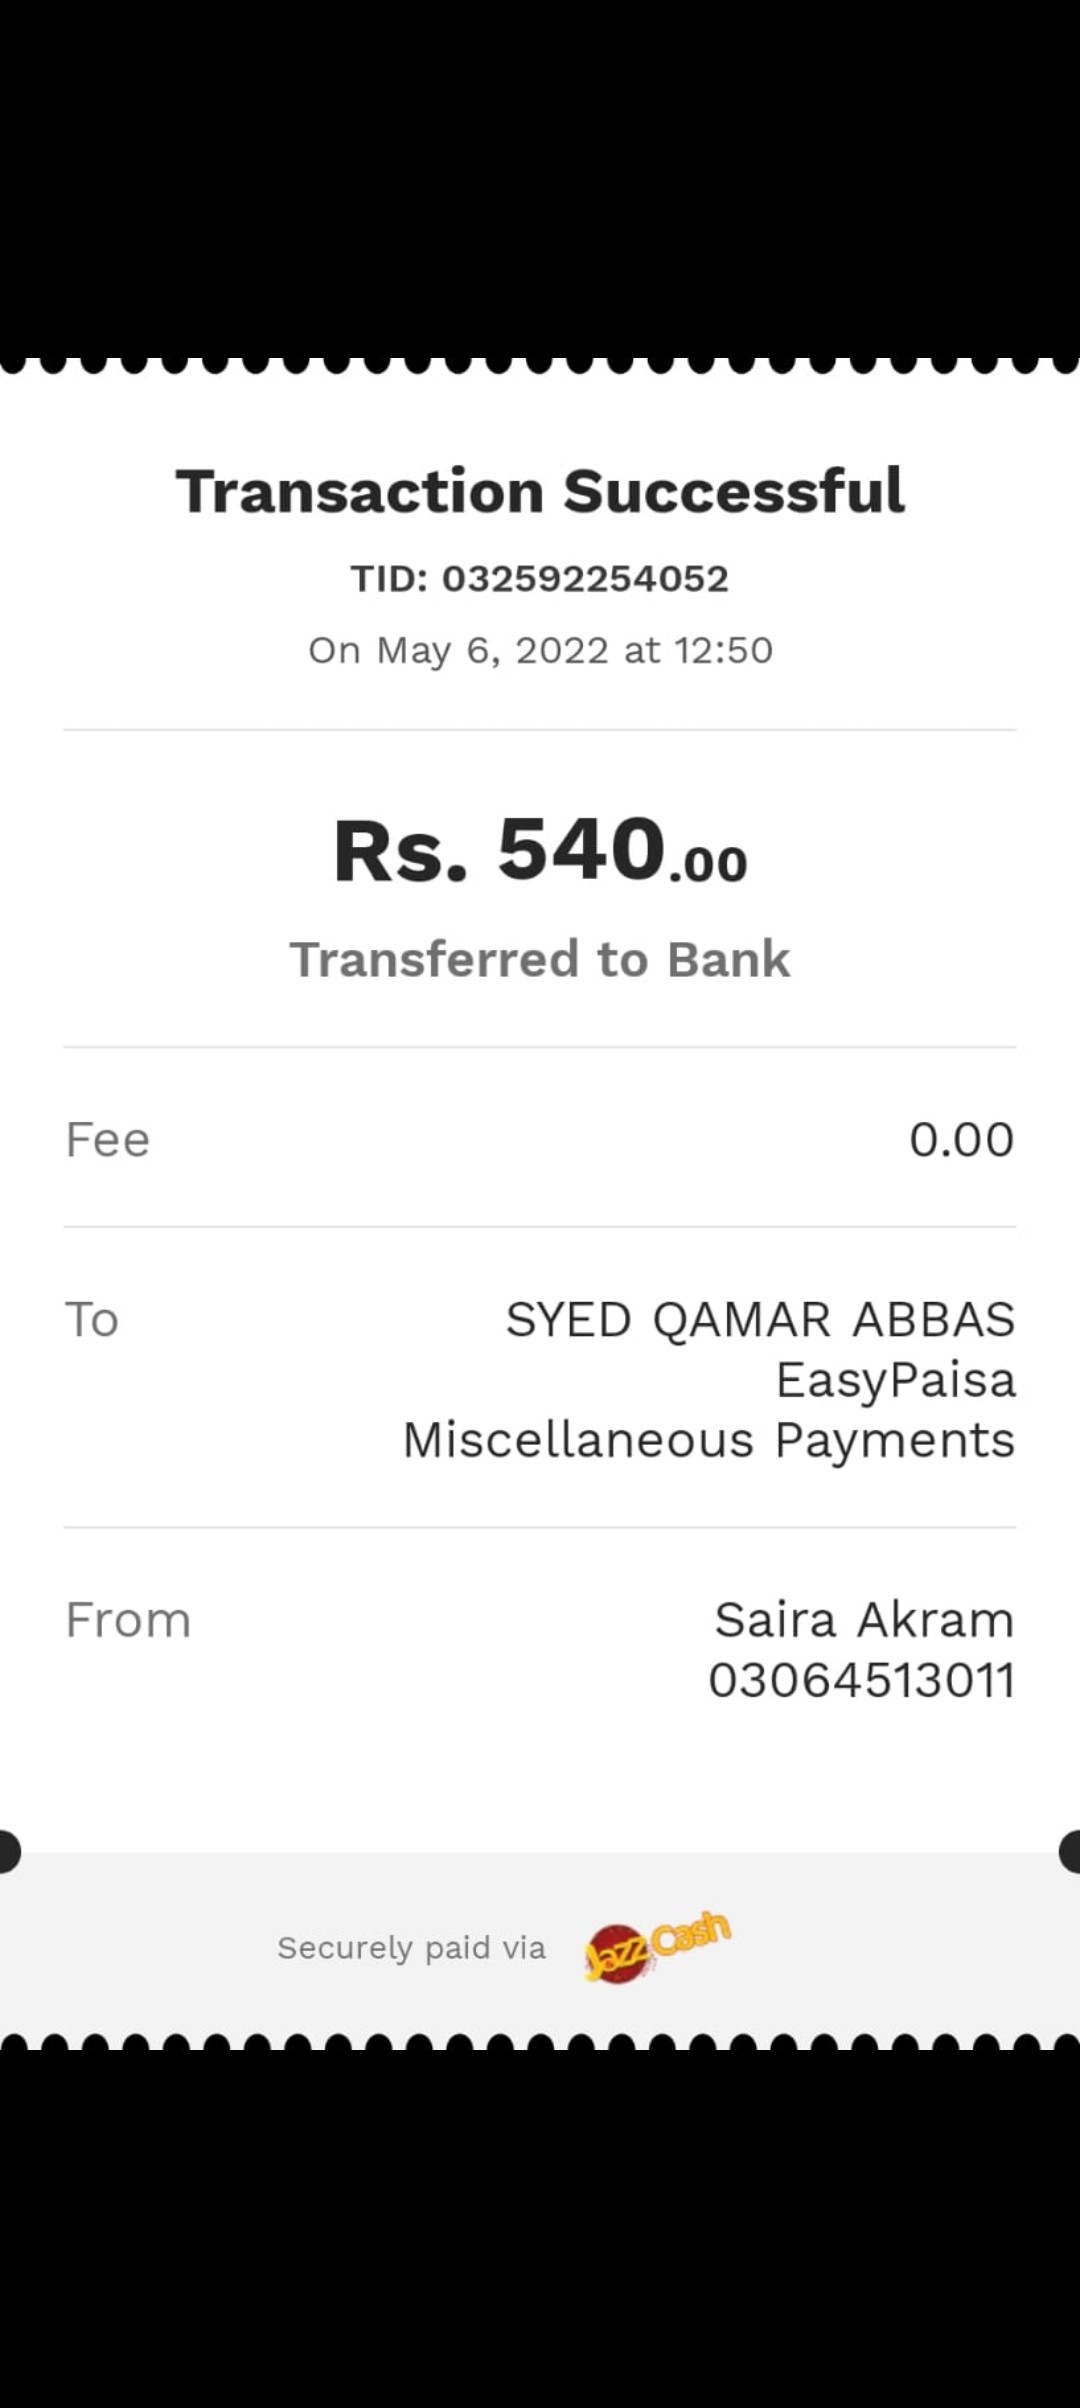 Transaction Successful
TID: 032592254052
On May 6, 2022 at 12:50
Rs. 540.00
Transferred to Bank
Fee 0.00
To SYED QAMAR ABBAS
EasyPaisa
Miscellaneous Payments
From Saira Akram
03064513011
Securely paid via JazzCash